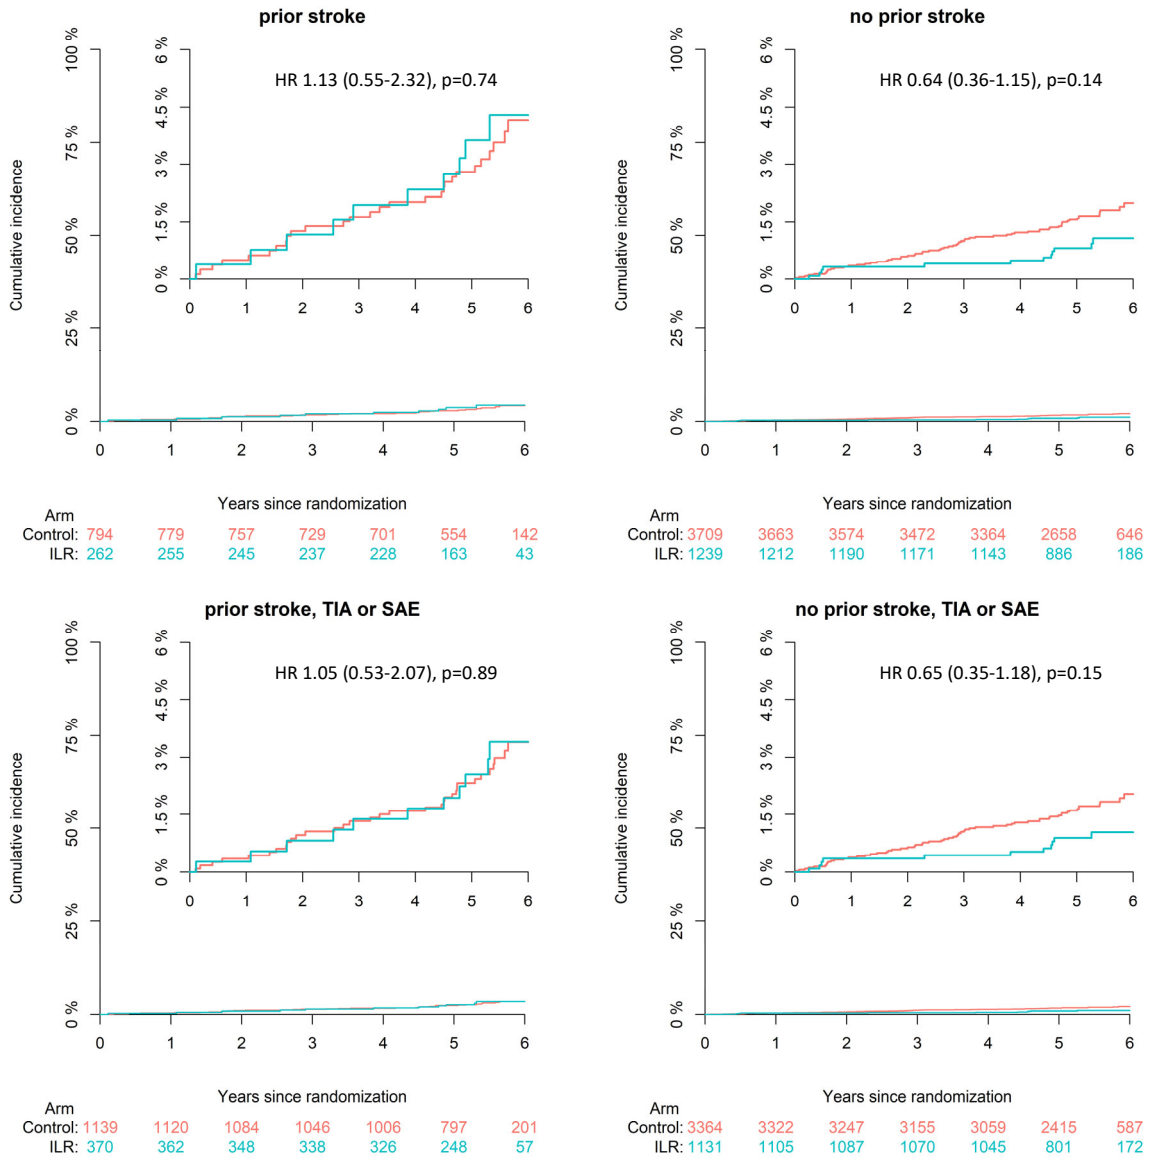 prior stroke
100 %
75 %
50 %
25 %
0 %
Cumulative incidence
6 %
4.5 %
3 %
1.5 %
0 %
HR 1.13 (0.55-2.32), p=0.74
0 1 2 3 4 5 6
0 1 2 3 4 5 6
Years since randomization
Arm
Control: 794 779 757 729 701 554 142
ILR: 262 255 245 237 228 163 43
no prior stroke
100 %
75 %
50 %
25 %
0 %
Cumulative incidence
6 %
4.5 %
3 %
1.5 %
0 %
HR 0.64 (0.36-1.15), p=0.14
0 1 2 3 4 5 6
0 1 2 3 4 5 6
Years since randomization
Arm
Control: 3709 3663 3574 3472 3364 2658 646
ILR: 1239 1212 1190 1171 1143 886 186
prior stroke, TIA or SAE
100 %
75 %
50 %
25 %
0 %
Cumulative incidence
6 %
4.5 %
3 %
1.5 %
0 %
HR 1.05 (0.53-2.07), p=0.89
0 1 2 3 4 5 6
0 1 2 3 4 5 6
Years since randomization
Arm
Control: 1139 1120 1084 1046 1006 797 201
ILR: 370 362 348 338 326 248 57
no prior stroke, TIA or SAE
100 %
75 %
50 %
25 %
0 %
Cumulative incidence
6 %
4.5 %
3 %
1.5 %
0 %
HR 0.65 (0.35-1.18), p=0.15
0 1 2 3 4 5 6
0 1 2 3 4 5 6
Years since randomization
Arm
Control: 3364 3322 3247 3155 3059 2415 587
ILR: 1131 1105 1087 1070 1045 801 172